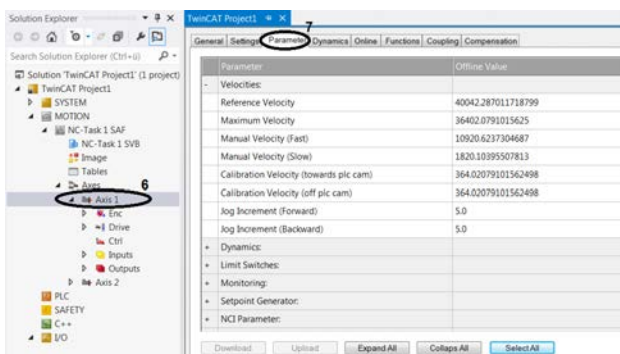 Solution Explorer
Search Solution Explorer (Ctrl+ü)
Solution 'TwinCAT Project1' (1 project)
TwinCAT Project1
SYSTEM
MOTION
NC-Task 1 SAF
NC-Task 1 SVB
Image
Tables
Axes
6
Axis 1
Enc
Drive
Ctrl
Inputs
Outputs
Axis 2
PLC
SAFETY
C++
I/O
TwinCAT Project1
7
General Settings Parameter Dynamics Online Functions Coupling Compensation
Parameter Offline Value
- Velocities:
Reference Velocity 40042.287011718799
Maximum Velocity 36402.0791015625
Manual Velocity (Fast) 10920.6237304687
Manual Velocity (Slow) 1820.10395507813
Calibration Velocity (towards plc cam) 364.02079101562498
Calibration Velocity (off plc cam) 364.02079101562498
Jog Increment (Forward) 5.0
Jog Increment (Backward) 5.0
+ Dynamics:
+ Limit Switches:
+ Monitoring:
+ Setpoint Generator:
+ NCI Parameter:
Download Upload Expand All Collaps All Select All